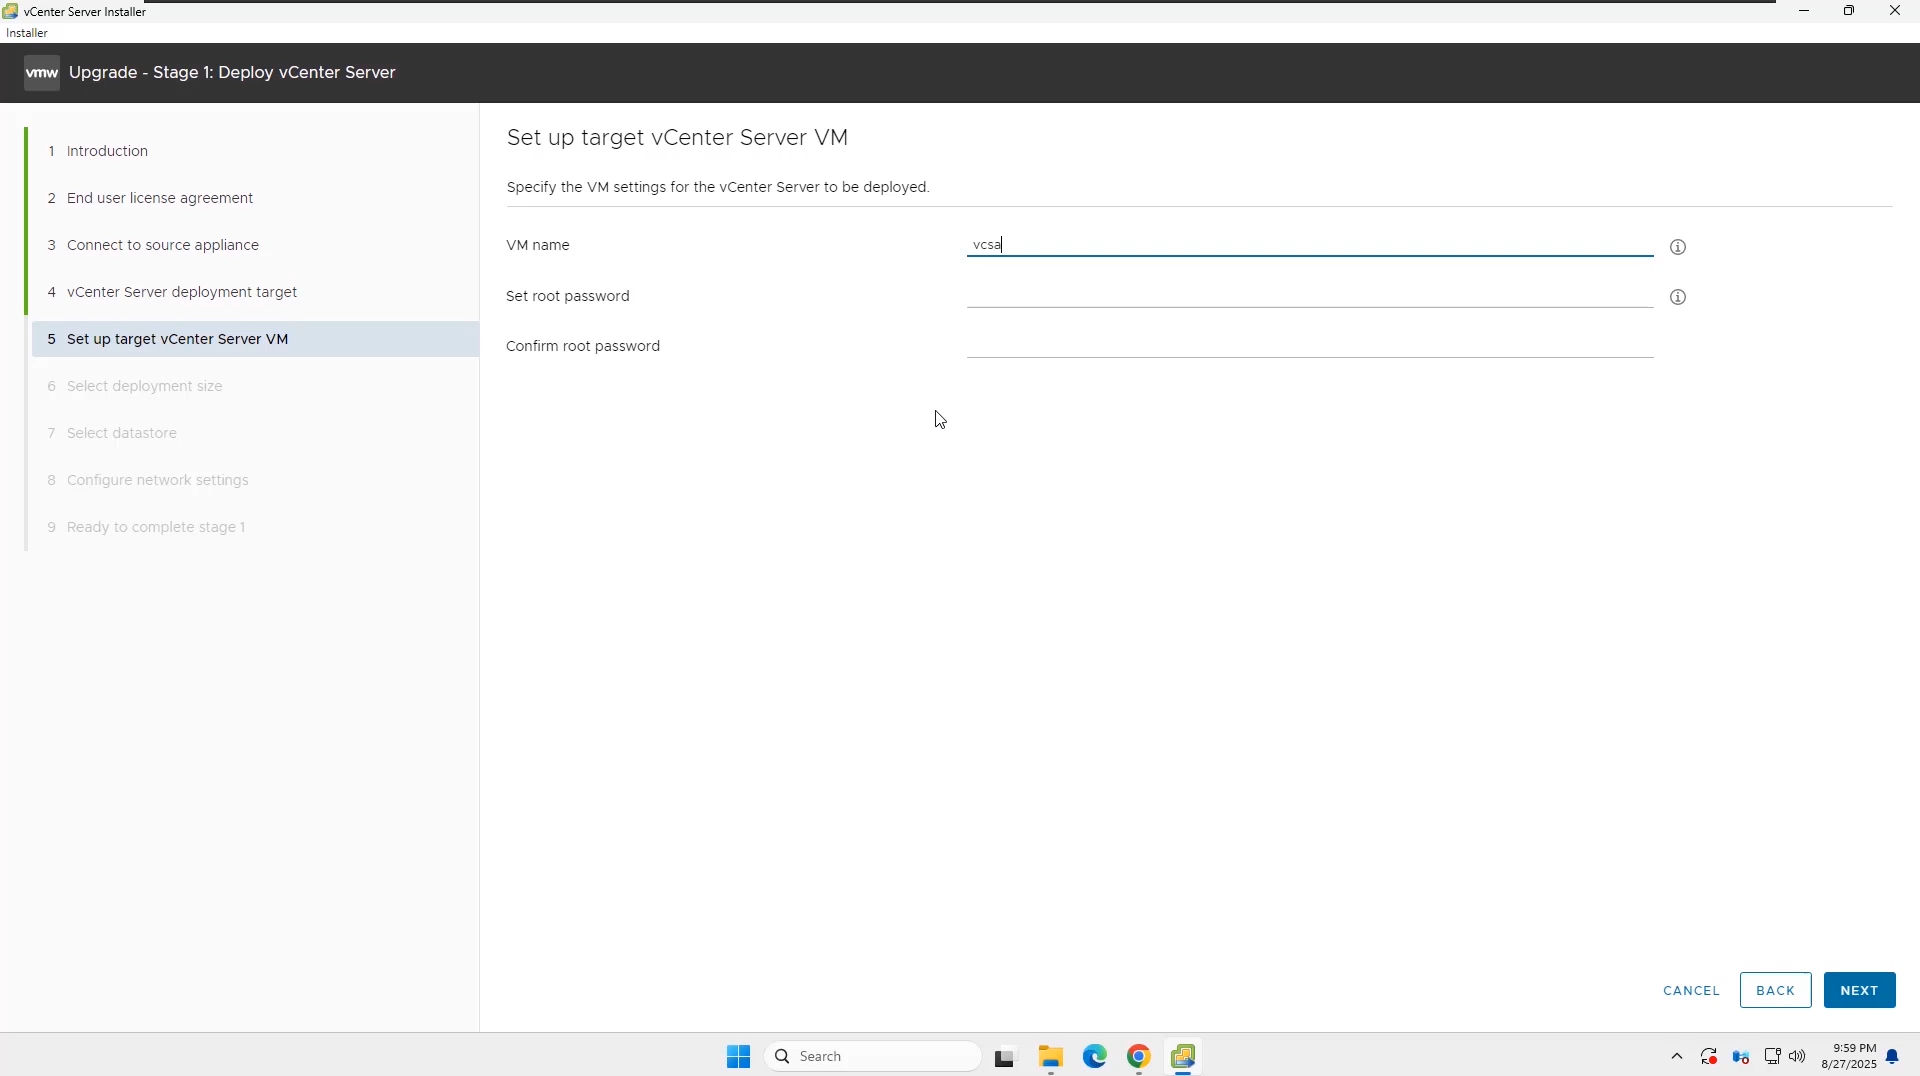 vCenter Server Installer
Installer
vmw Upgrade - Stage 1: Deploy vCenter Server
1 Introduction
2 End user license agreement
3 Connect to source appliance
4 vCenter Server deployment target
5 Set up target vCenter Server VM
6 Select deployment size
7 Select datastore
8 Configure network settings
9 Ready to complete stage 1
Set up target vCenter Server VM
Specify the VM settings for the vCenter Server to be deployed.
VM name vcsa
Set root password
Confirm root password
CANCEL BACK NEXT
Search
9:59 PM
8/27/2025